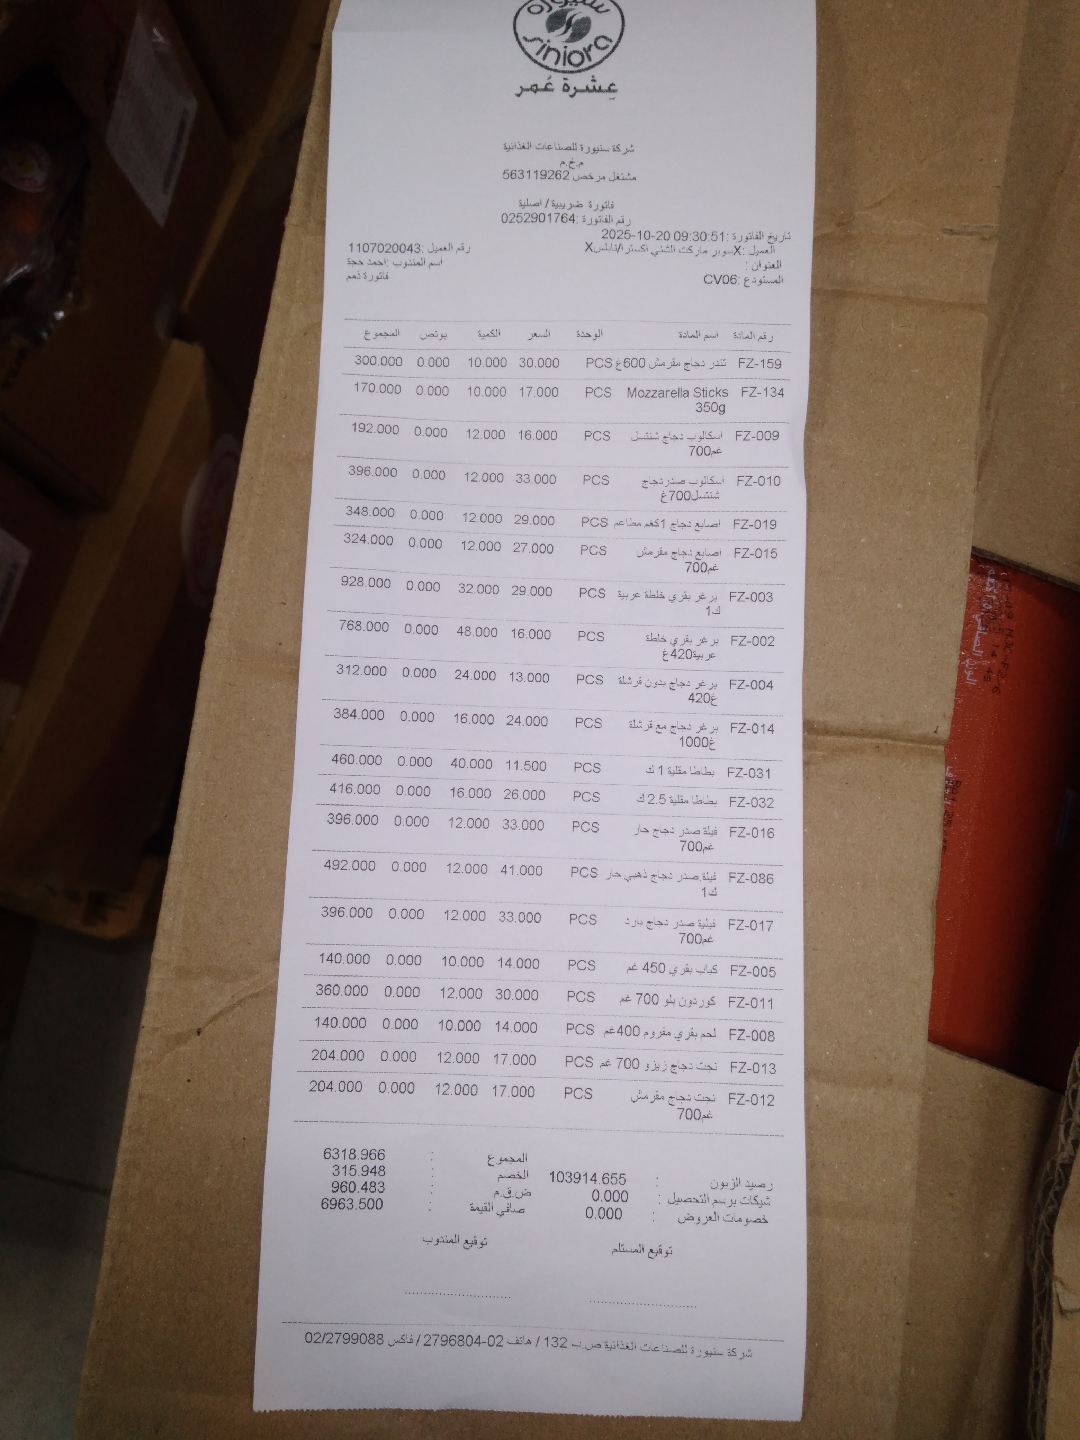 سنيورة
siniora
عِشرة عُمر
شركة سنيورة للصناعات الغذائية
م.خ.م
مشتغل مرخص 563119262
فاتورة ضريبية / اصلية
رقم الفاتورة :0252901764
تاريخ الفاتورة :2025-10-20 09:30:51
العميل :Xسوبر ماركت الشني اكسترا/نابلسX رقم العميل :1107020043
العنوان : اسم المندوب :احمد حجة
المستودع :CV06 فاتورة ذمم
رقم المادة اسم المادة الوحدة السعر الكمية بونص المجموع
FZ-159 تندر دجاج مقرمش 600غ PCS 30.000 10.000 0.000 300.000
FZ-134 Mozzarella Sticks PCS 17.000 10.000 0.000 170.000
350g
FZ-009 اسكالوب دجاج شنتسل PCS 16.000 12.000 0.000 192.000
700غم
FZ-010 اسكالوب صدردجاج PCS 33.000 12.000 0.000 396.000
شنتسل700غ
FZ-019 اصابع دجاج 1كغم مطاعم PCS 29.000 12.000 0.000 348.000
FZ-015 اصابع دجاج مقرمش PCS 27.000 12.000 0.000 324.000
700غم
FZ-003 برغر بقري خلطة عربية PCS 29.000 32.000 0.000 928.000
1ك
FZ-002 برغر بقري خلطة PCS 16.000 48.000 0.000 768.000
عربية420غ
FZ-004 برغر دجاج بدون قرشلة PCS 13.000 24.000 0.000 312.000
420غ
FZ-014 برغر دجاج مع قرشلة PCS 24.000 16.000 0.000 384.000
1000غ
FZ-031 بطاطا مقلية 1 ك PCS 11.500 40.000 0.000 460.000
FZ-032 بطاطا مقلية 2.5 ك PCS 26.000 16.000 0.000 416.000
FZ-016 فيلة صدر دجاج حار PCS 33.000 12.000 0.000 396.000
700غم
FZ-086 فيلة صدر دجاج ذهبي حار PCS 41.000 12.000 0.000 492.000
1ك
FZ-017 فيلية صدر دجاج بارد PCS 33.000 12.000 0.000 396.000
700غم
FZ-005 كباب بقري 450 غم PCS 14.000 10.000 0.000 140.000
FZ-011 كوردون بلو 700 غم PCS 30.000 12.000 0.000 360.000
FZ-008 لحم بقري مفروم 400غم PCS 14.000 10.000 0.000 140.000
FZ-013 نجت دجاج زيزو 700 غم PCS 17.000 12.000 0.000 204.000
FZ-012 نجت دجاج مقرمش PCS 17.000 12.000 0.000 204.000
700غم
المجموع : 6318.966
رصيد الزبون : 103914.655 الخصم : 315.948
شيكات برسم التحصيل : 0.000 ض.ق.م : 960.483
خصومات العروض : 0.000 صافي القيمة : 6963.500
توقيع المستلم توقيع المندوب
شركة سنيورة للصناعات الغذائية ص.ب 132 / هاتف 02-2796804 / فاكس 02/2799088